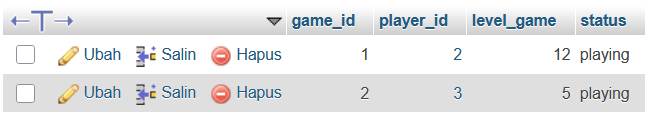 game_id player_id level_game status
Ubah Salin Hapus 1 2 12 playing
Ubah Salin Hapus 2 3 5 playing